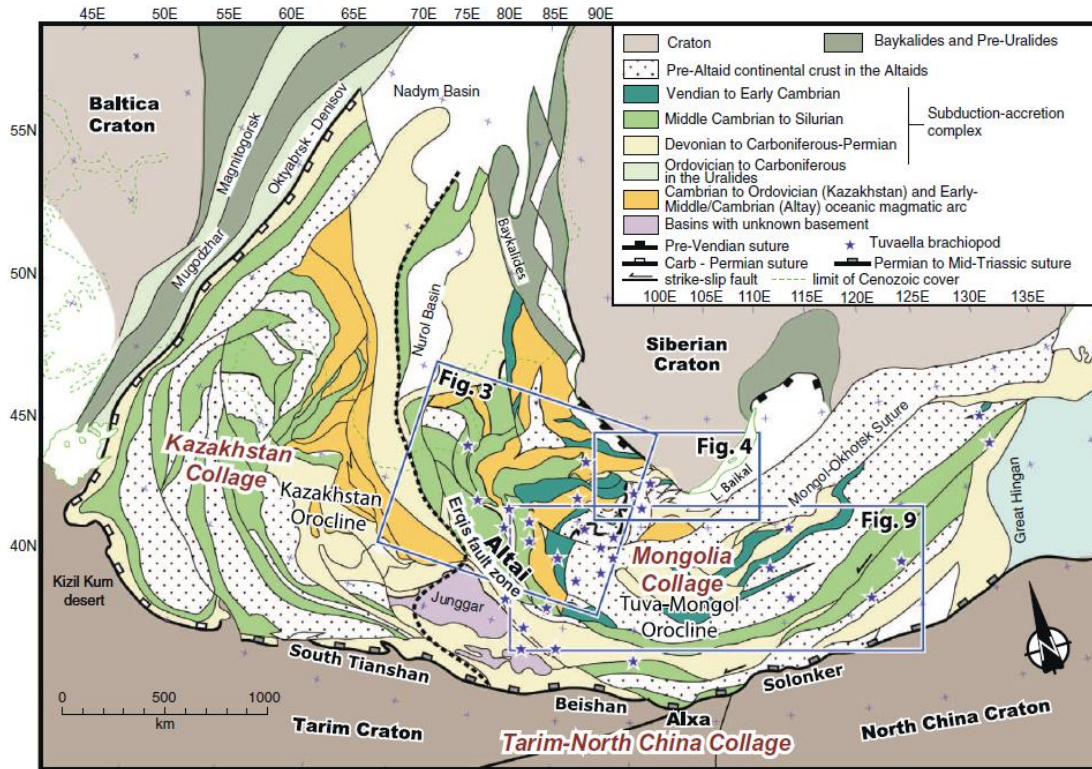 45E 50E 55E 60E 65E 70E 75E 80E 85E 90E
Craton
Baykalides and Pre-Uralides
Pre-Altaid continental crust in the Altaids
Vendian to Early Cambrian
Middle Cambrian to Silurian
Devonian to Carboniferous-Permian
Subduction-accretion
complex
Ordovician to Carboniferous
in the Uralides
Cambrian to Ordovician (Kazakhstan) and Early-
Middle/Cambrian (Altay) oceanic magmatic arc
Basins with unknown basement
Pre-Vendian suture
Tuvaella brachiopod
Carb - Permian suture
Permian to Mid-Triassic suture
strike-slip fault
limit of Cenozoic cover
100E 105E 110E 115E 120E 125E 135E
55N
50N
45N
40N
Baltica
Craton
Nadym Basin
Magnitogorsk
Oktyabrsk - Denisov
Mugodzhar
Baykalides
Nurol Basin
Siberian
Craton
Fig. 3
Fig. 4
L. Baikal
Mongol-Okhotsk Suture
Fig. 9
Great Hingan
Kazakhstan
Collage
Kazakhstan
Orocline
Erqis fault zone
Altai
Mongolia
Collage
Tuva-Mongol
Orocline
Junggar
Kizil Kum
desert
N
South Tianshan
Beishan
Alxa
Solonker
0 500 1000
km
Tarim Craton
North China Craton
Tarim-North China Collage